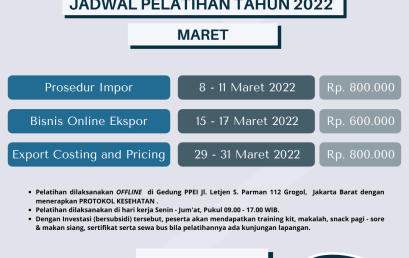 JADWAL PELATIHAN TAHUN 2022
MARET
Prosedur Impor 8 - 11 Maret 2022 Rp. 800.000
Bisnis Online Ekspor 15 - 17 Maret 2022 Rp. 600.000
Export Costing and Pricing 29 - 31 Maret 2022 Rp. 800.000
• Pelatihan dilaksanakan OFFLINE di Gedung PPEI Jl. Letjen S. Parman 112 Grogol, Jakarta Barat dengan
menerapkan PROTOKOL KESEHATAN .
• Pelatihan dilaksanakan di hari kerja Senin - Jum'at, Pukul 09.00 - 17.00 WIB.
• Dengan Investasi (bersubsidi) tersebut, peserta akan mendapatkan training kit, makalah, snack pagi - sore
& makan siang, sertifikat serta sewa bus bila pelatihannya ada kunjungan lapangan.